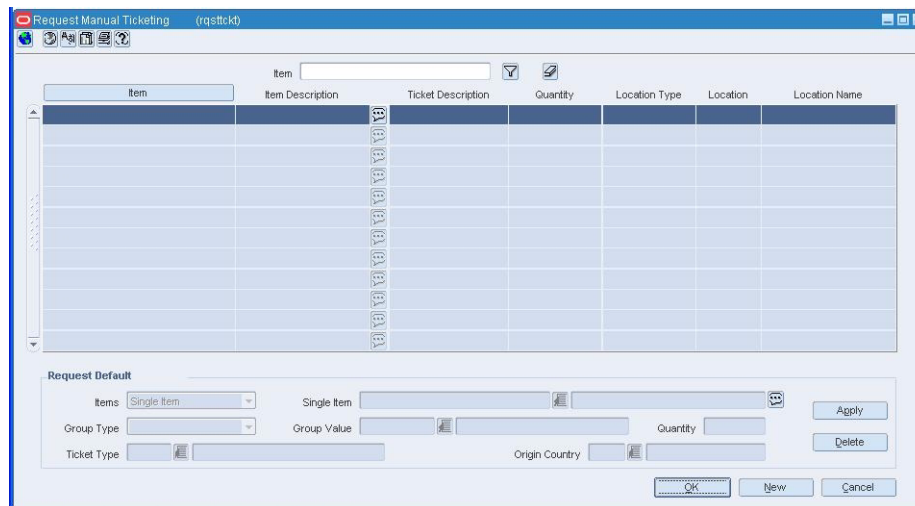 Request Manual Ticketing (rqsttckt)
Item
Item Item Description Ticket Description Quantity Location Type Location Location Name
Request Default
Items Single Item Single Item Apply
Group Type Group Value Quantity
Ticket Type Origin Country Delete
OK New Cancel